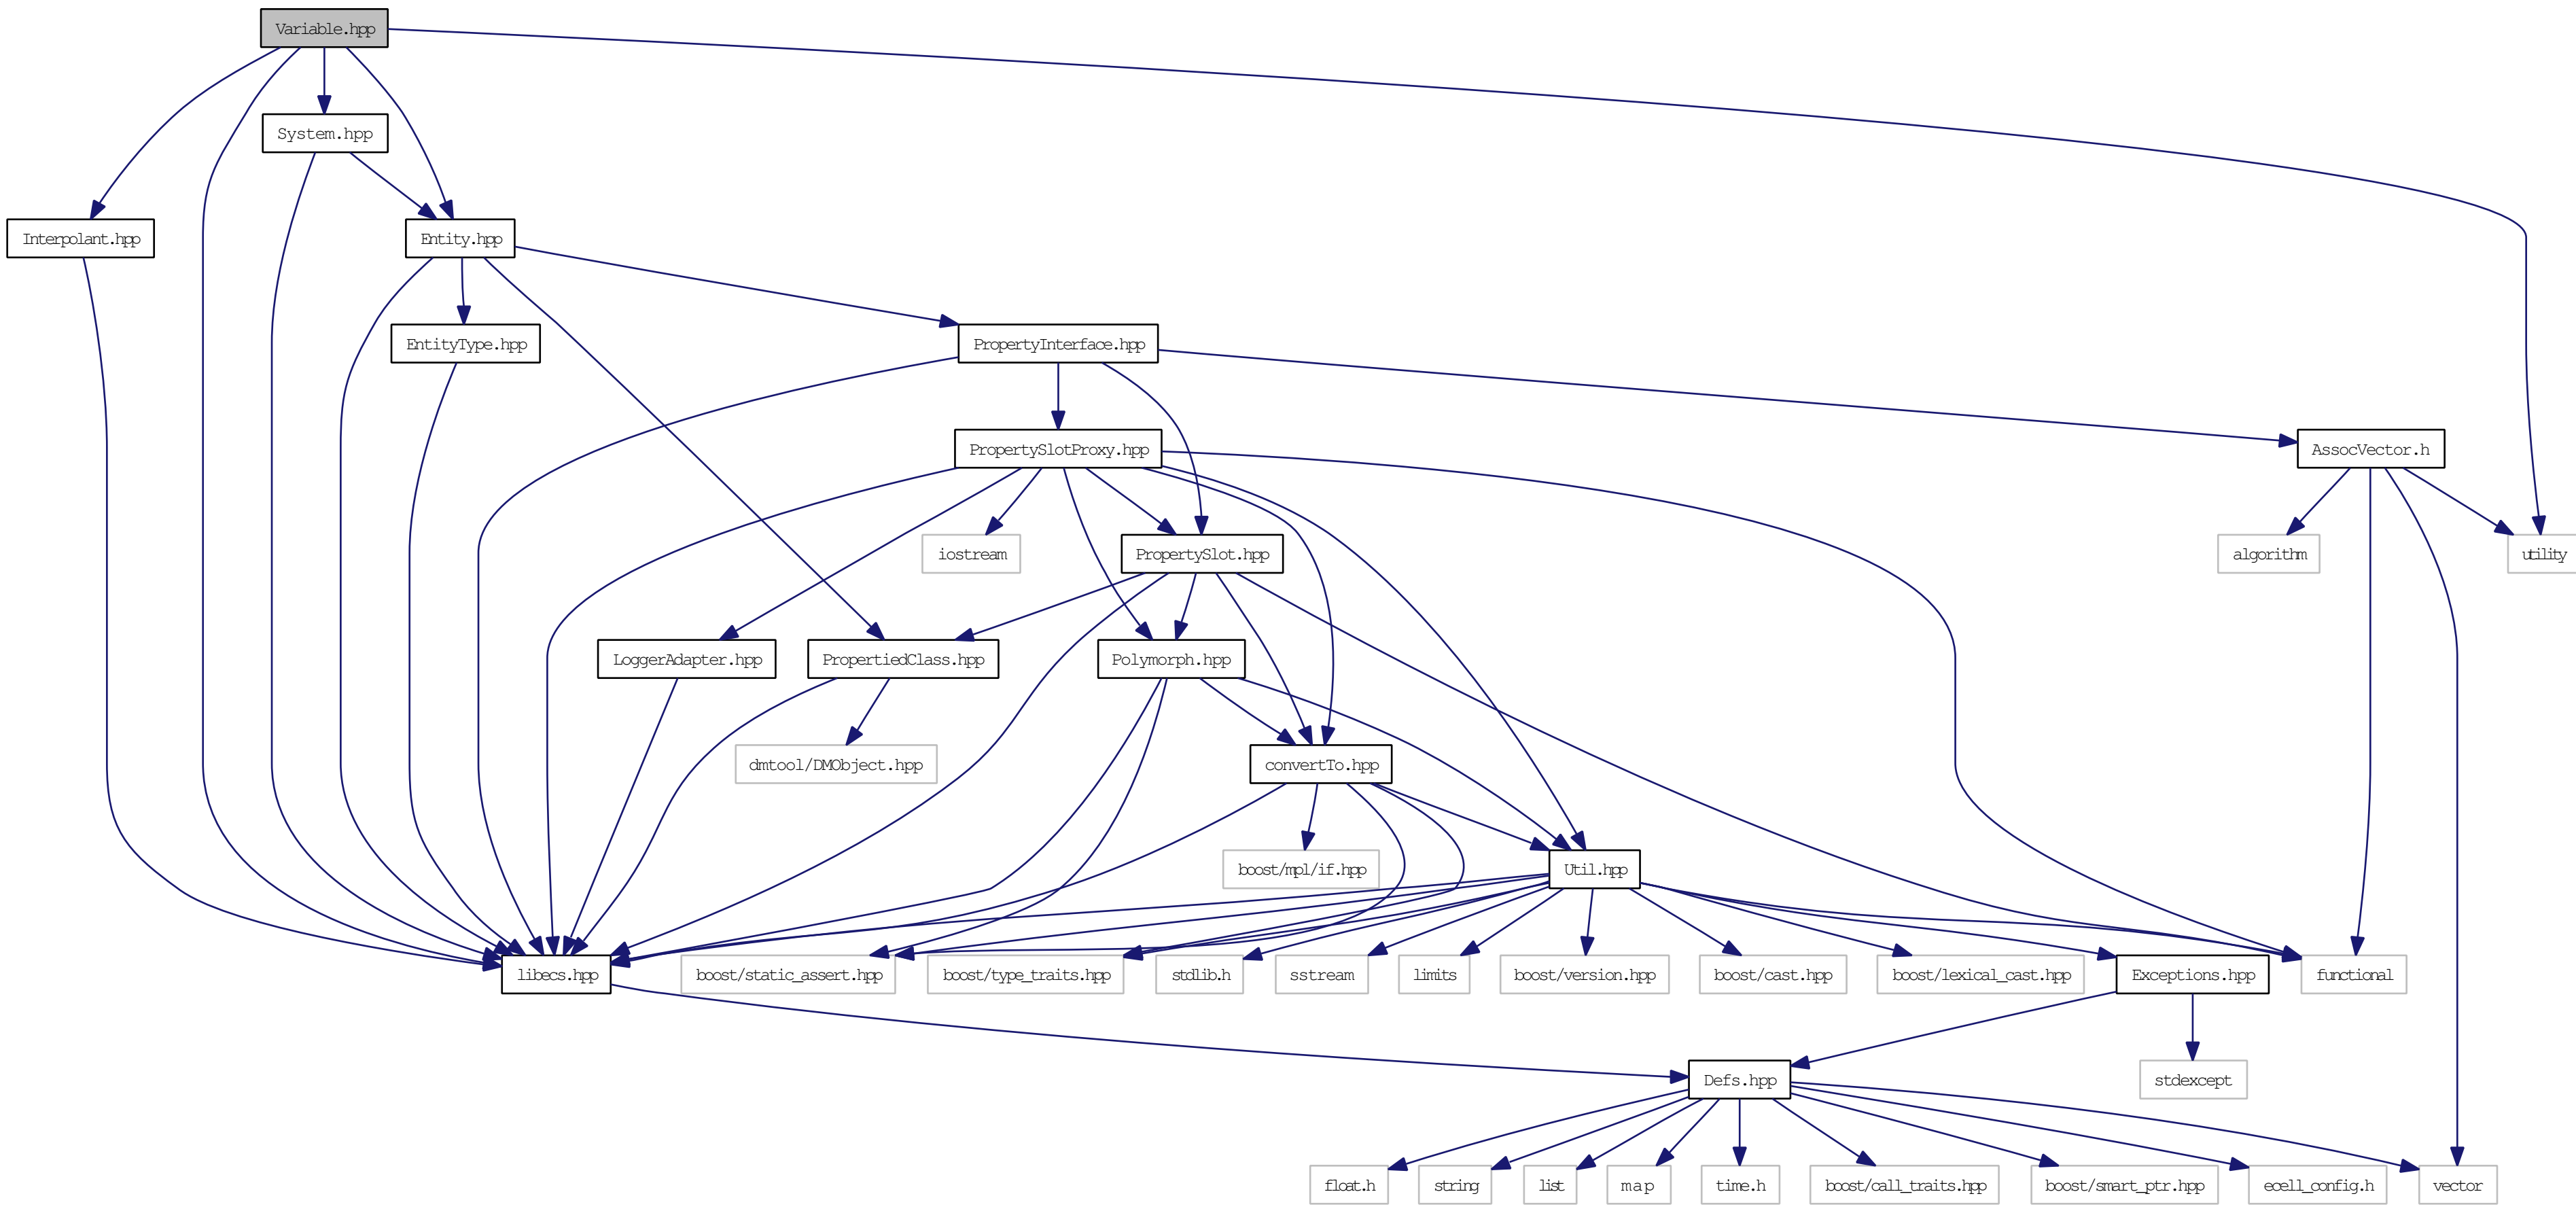 Variable.hpp
System.hpp
Interpolant.hpp
Entity.hpp
EntityType.hpp
PropertyInterface.hpp
PropertySlotProxy.hpp
AssocVector.h
iostream
PropertySlot.hpp
algorithm
utility
LoggerAdapter.hpp
PropertiedClass.hpp
Polymorph.hpp
dmtool/DMObject.hpp
convertTo.hpp
boost/mpl/if.hpp
Util.hpp
libecs.hpp
boost/static_assert.hpp
boost/type_traits.hpp
stdlib.h
sstream
limits
boost/version.hpp
boost/cast.hpp
boost/lexical_cast.hpp
Exceptions.hpp
functional
Defs.hpp
stdexcept
float.h
string
list
map
time.h
boost/call_traits.hpp
boost/smart_ptr.hpp
ecell_config.h
vector